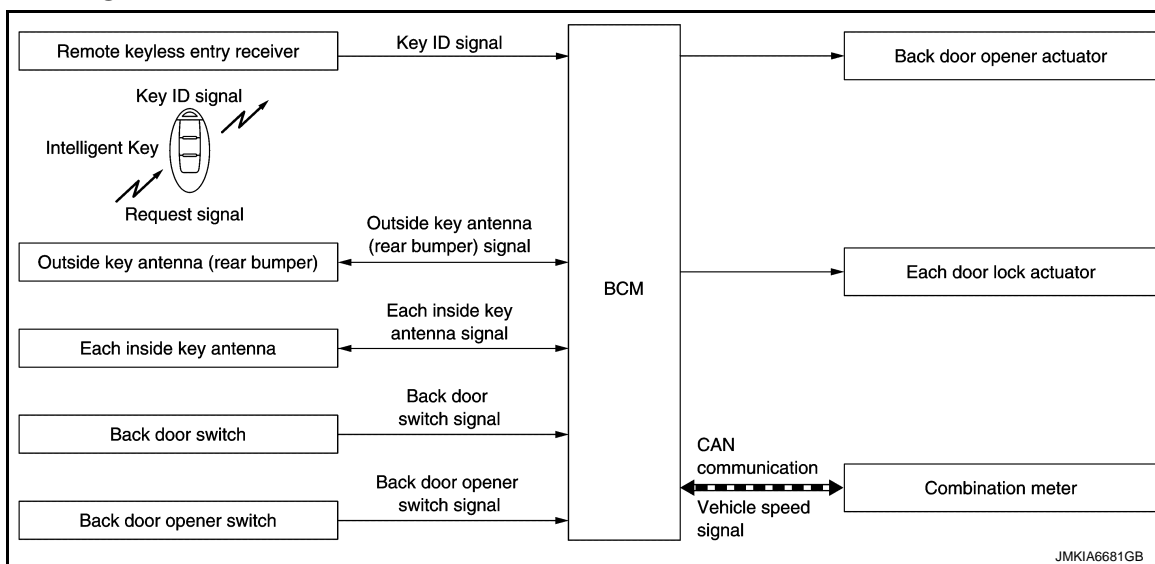 Remote keyless entry receiver
Key ID signal
Back door opener actuator
Key ID signal
Intelligent Key
Request signal
Outside key antenna
(rear bumper) signal
Outside key antenna (rear bumper)
BCM
Each door lock actuator
Each inside key
antenna signal
Each inside key antenna
Back door
switch signal
Back door switch
CAN
communication
Combination meter
Vehicle speed
signal
Back door opener
switch signal
Back door opener switch
JMKIA6681GB